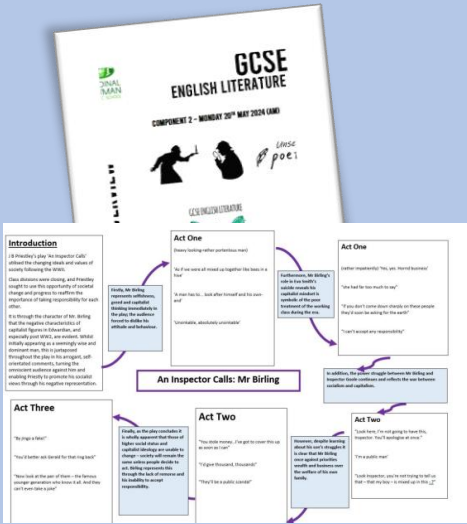 DINAL
MAN
GCSE
ENGLISH LITERATURE
COMPONENT 2 – MONDAY 20TH MAY 2024 (AM)
Unse
poet
ERVIEW
GCSE ENGLISH LITERATURE
Introduction
J B Priestley's play 'An Inspector Calls'
utilised the changing ideals and values of
society following the WW2.
Class divisions were closing, and Priestley
sought to use this opportunity of societal
change and progress to reaffirm the
importance of taking responsibility for each
other.
It is through the character of Mr. Birling
that the negative characteristics of
capitalist figures in Edwardian, and
especially post WW2, are evident. Whilst
initially appearing as a seemingly wise and
dominant man, this is juxtaposed
throughout the play in his arrogant, self-
orientated comments, turning the
omniscient audience against him and
enabling Priestly to promote his socialist
views through his negative representation.
Firstly, Mr Birling
represents selfishness,
greed and capitalist
thinking immediately in
the play; the audience
forced to dislike his
attitude and behaviour.
Act One
(heavy looking rather portentous man)
'As if we were all mixed up together like bees in a
hive'
'A man has to... look after himself and his own-
and'
'Unsinkable, absolutely unsinkable'
Furthermore, Mr Birling's
role in Eva Smith's
suicide reveals his
capitalist mindset is
symbolic of the poor
treatment of the working
class during the era.
Act One
(rather impatiently) 'Yes, yes. Horrid business'
'She had far too much to say'
"If you don't come down sharply on these people
they'd soon be asking for the earth"
"I can't accept any responsibility"
An Inspector Calls: Mr Birling
In addition, the power struggle between Mr Birling and
Inspector Goole continues and reflects the war between
socialism and capitalism.
Act Two
"Look here, I'm not going to have this,
Inspector. You'll apologise at once."
"I'm a public man"
"Look Inspector, you're not trying to tell us
that – that my boy – is mixed up in this –?"
However, despite learning
about his son's struggles it
is clear that Mr Birling
once against priorities
wealth and business over
the welfare of his own
family.
Act Two
"You stole money...I've got to cover this up
as soon as I can"
"I'd give thousand, thousands"
"They'll be a public scandal"
Finally, as the play concludes it
is wholly apparent that those of
higher social status and
capitalist ideology are unable to
change – society will remain the
same unless people decide to
act. Birling represents this
through the lack of remorse and
his inability to accept
responsibility.
Act Three
"By jingo a fake!"
"You'd better ask Gerald for that ring back"
"Now look at the pair of them – the famous
younger generation who know it all. And they
can't even take a joke"